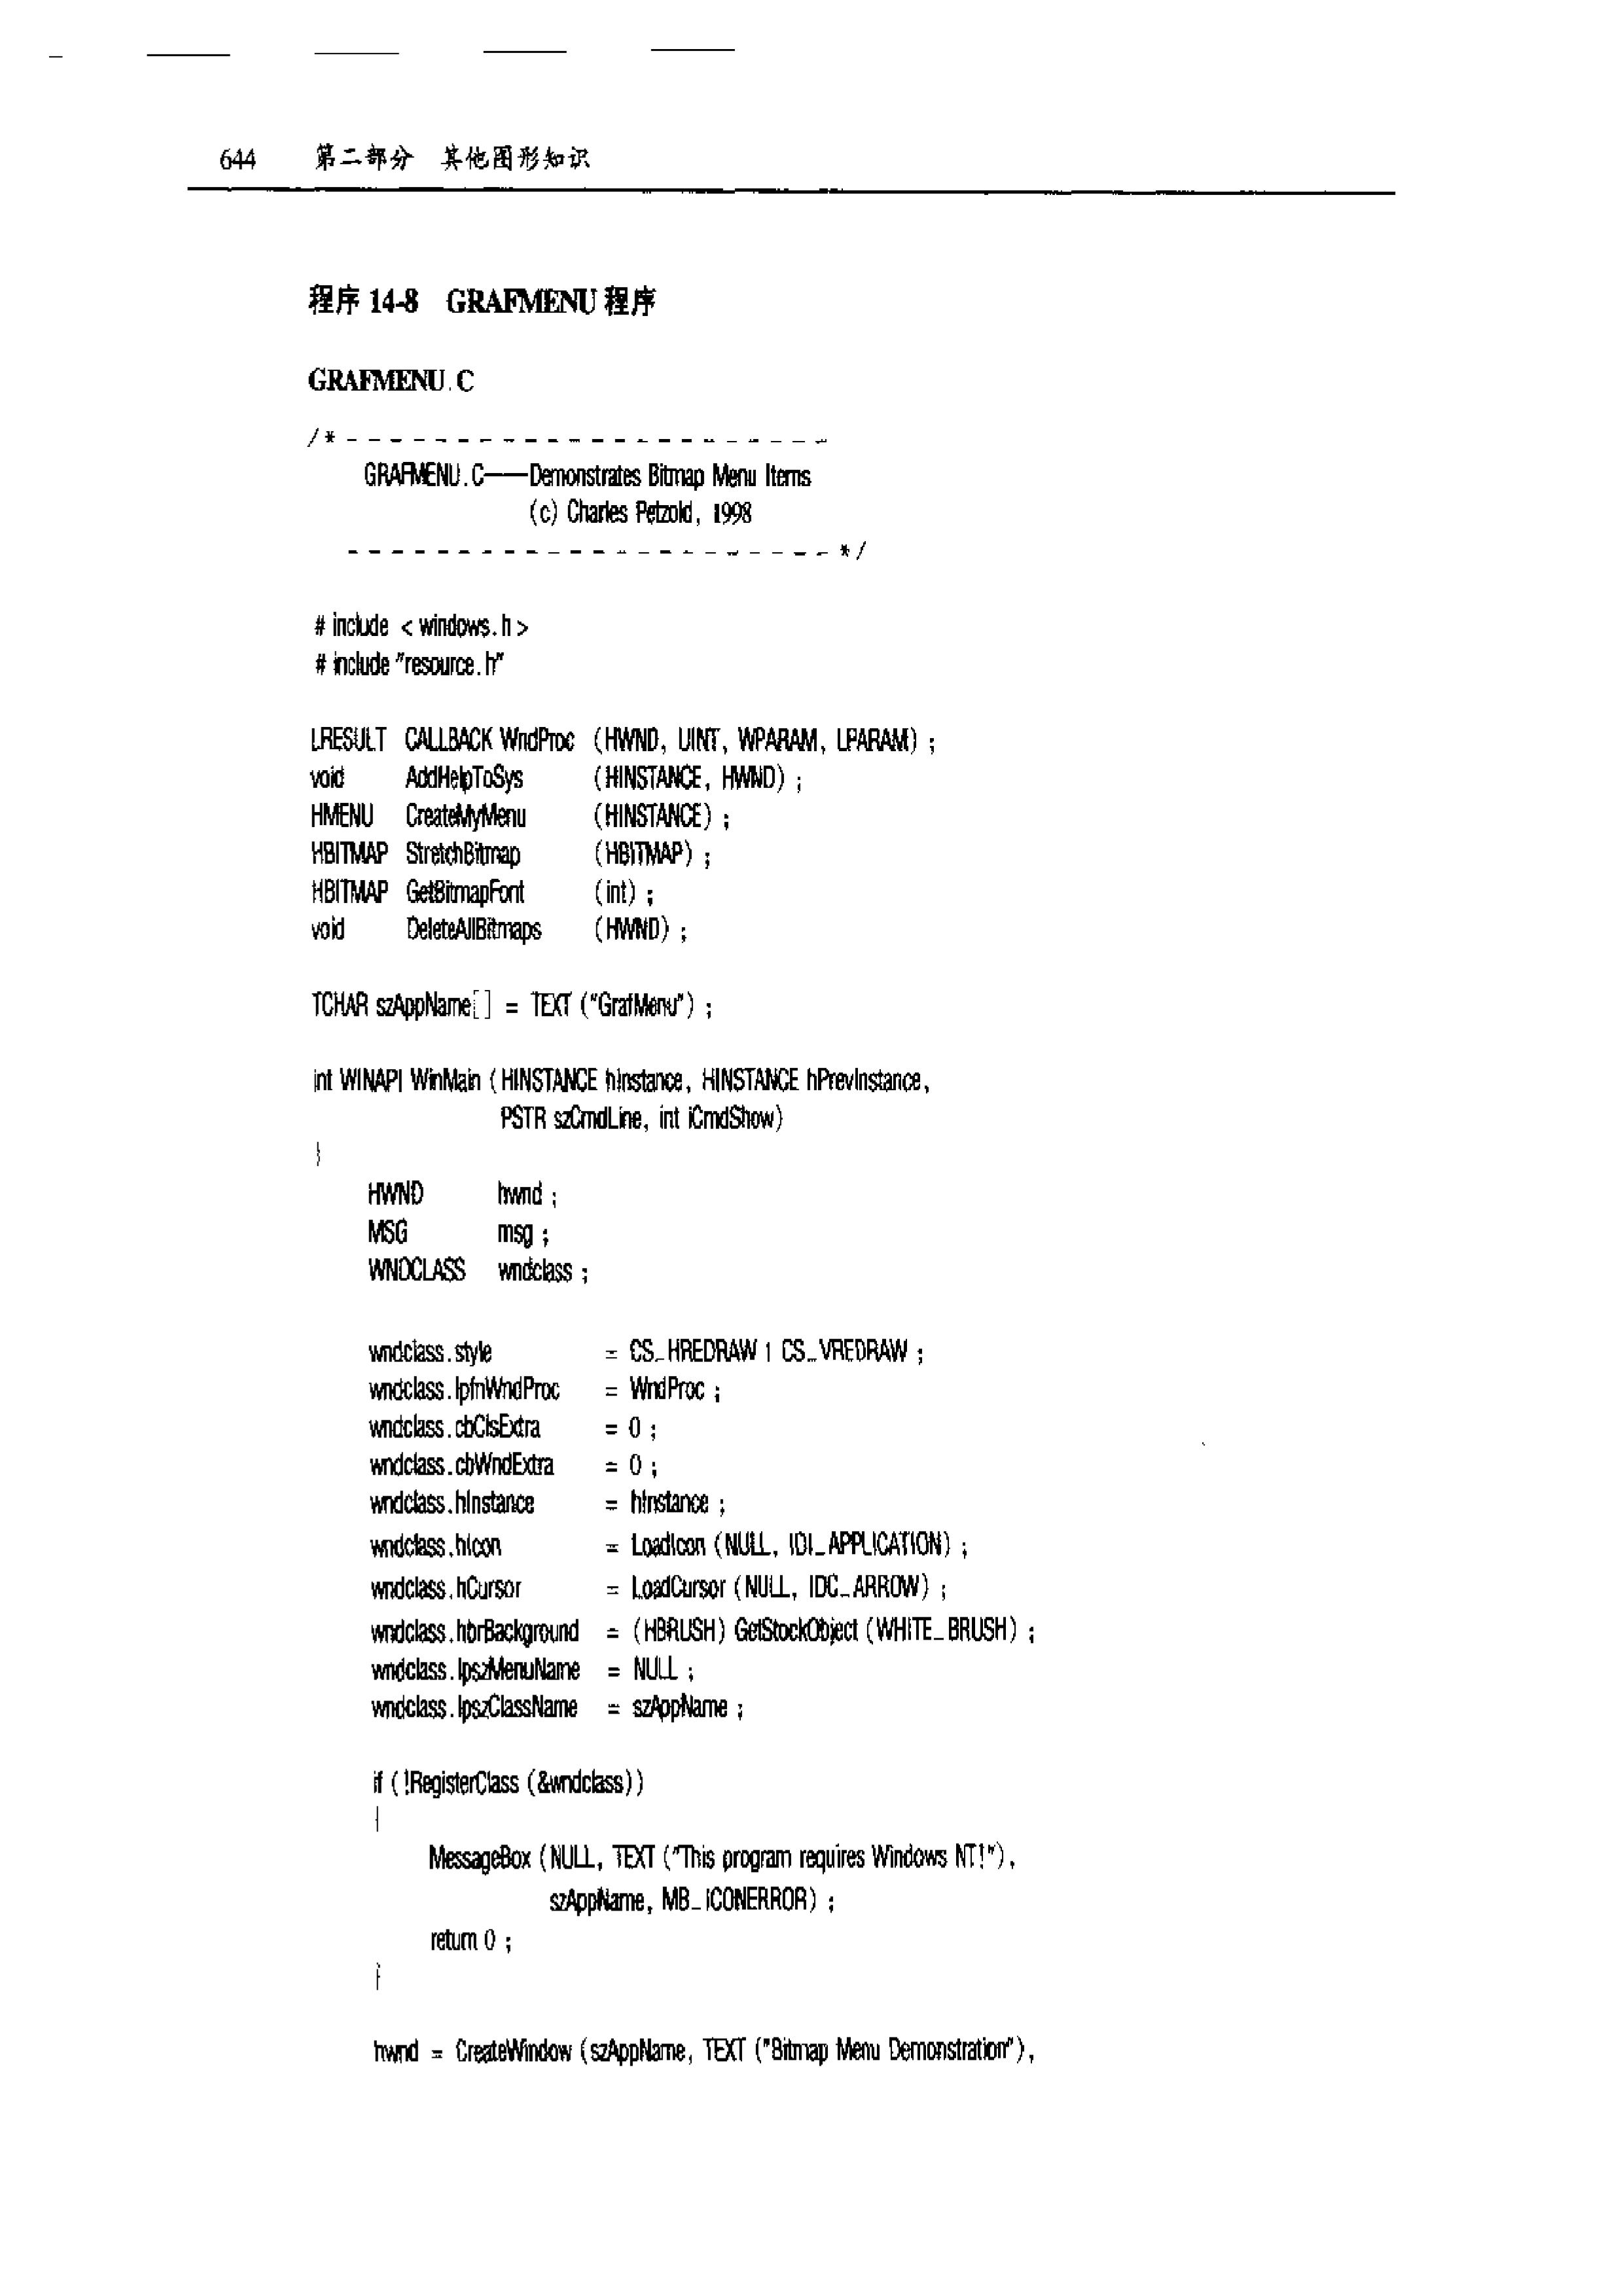 644 第二部分 其他图形知识
程序 14-8 GRAFMENU 程序
GRAFMENU.C
/*-----------------------
GRAFMENU.C——Demonstrates Bitmap Menu Items
(c) Charles Petzold, 1998
-----------------------*/
# include <windows.h>
# include "resource.h"
LRESULT CALLBACK WndProc (HWND, UINT, WPARAM, LPARAM) ;
void AddHelpToSys (HINSTANCE, HWND) ;
HMENU CreateMyMenu (HINSTANCE) ;
HBITMAP StretchBitmap (HBITMAP) ;
HBITMAP GetBitmapFont (int) ;
void DeleteAllBitmaps (HWND) ;
TCHAR szAppName[] = TEXT ("GrafMenu") ;
int WINAPI WinMain (HINSTANCE hInstance, HINSTANCE hPrevInstance,
PSTR szCmdLine, int iCmdShow)
{
HWND hwnd ;
MSG msg ;
WNDCLASS wndclass ;
wndclass.style = CS_HREDRAW | CS_VREDRAW ;
wndclass.lpfnWndProc = WndProc ;
wndclass.cbClsExtra = 0 ;
wndclass.cbWndExtra = 0 ;
wndclass.hInstance = hInstance ;
wndclass.hIcon = LoadIcon (NULL, IDI_APPLICATION) ;
wndclass.hCursor = LoadCursor (NULL, IDC_ARROW) ;
wndclass.hbrBackground = (HBRUSH) GetStockObject (WHITE_BRUSH) ;
wndclass.lpszMenuName = NULL ;
wndclass.lpszClassName = szAppName ;
if (!RegisterClass (&wndclass))
{
MessageBox (NULL, TEXT ("This program requires Windows NT!"),
szAppName, MB_ICONERROR) ;
return 0 ;
}
hwnd = CreateWindow (szAppName, TEXT ("Bitmap Menu Demonstration"),